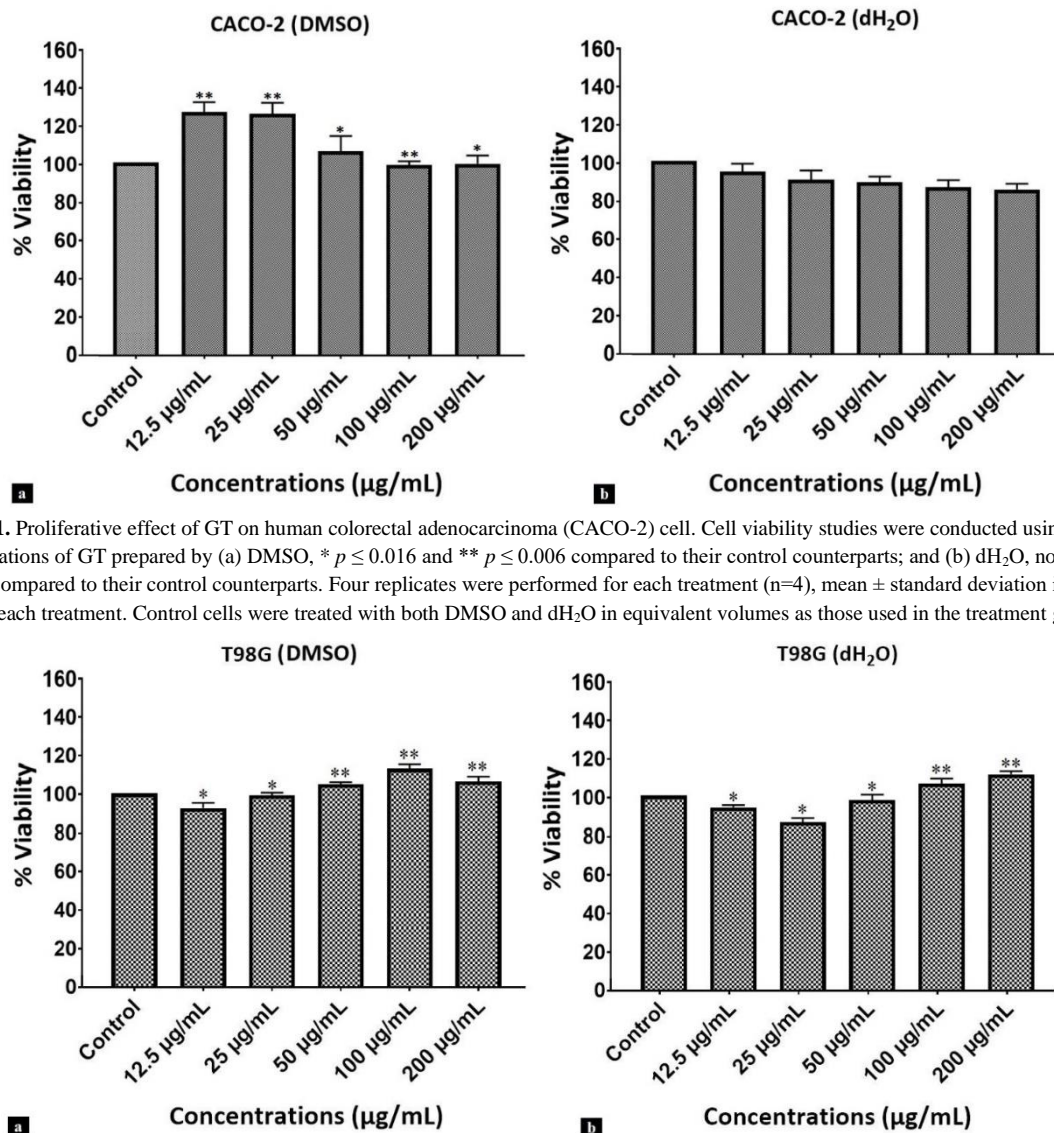 CACO-2 (DMSO)
160
140
120
100
80
60
40
20
0
% Viability
** ** * ** *
Control 12.5 µg/mL 25 µg/mL 50 µg/mL 100 µg/mL 200 µg/mL
Concentrations (µg/mL)
a
CACO-2 (dH₂O)
160
140
120
100
80
60
40
20
0
% Viability
Control 12.5 µg/mL 25 µg/mL 50 µg/mL 100 µg/mL 200 µg/mL
Concentrations (µg/mL)
b
1. Proliferative effect of GT on human colorectal adenocarcinoma (CACO-2) cell. Cell viability studies were conducted usin
ations of GT prepared by (a) DMSO, * p ≤ 0.016 and ** p ≤ 0.006 compared to their control counterparts; and (b) dH₂O, no
compared to their control counterparts. Four replicates were performed for each treatment (n=4), mean ± standard deviation i
each treatment. Control cells were treated with both DMSO and dH₂O in equivalent volumes as those used in the treatment
T98G (DMSO)
160
140
120
100
80
60
40
20
0
% Viability
* * ** ** **
Control 12.5 µg/mL 25 µg/mL 50 µg/mL 100 µg/mL 200 µg/mL
Concentrations (µg/mL)
a
T98G (dH₂O)
160
140
120
100
80
60
40
20
0
% Viability
* * * ** **
Control 12.5 µg/mL 25 µg/mL 50 µg/mL 100 µg/mL 200 µg/mL
Concentrations (µg/mL)
b